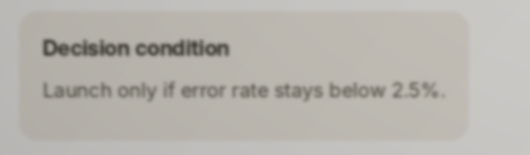 Decision condition
Launch only if error rate stays below 2.5%.